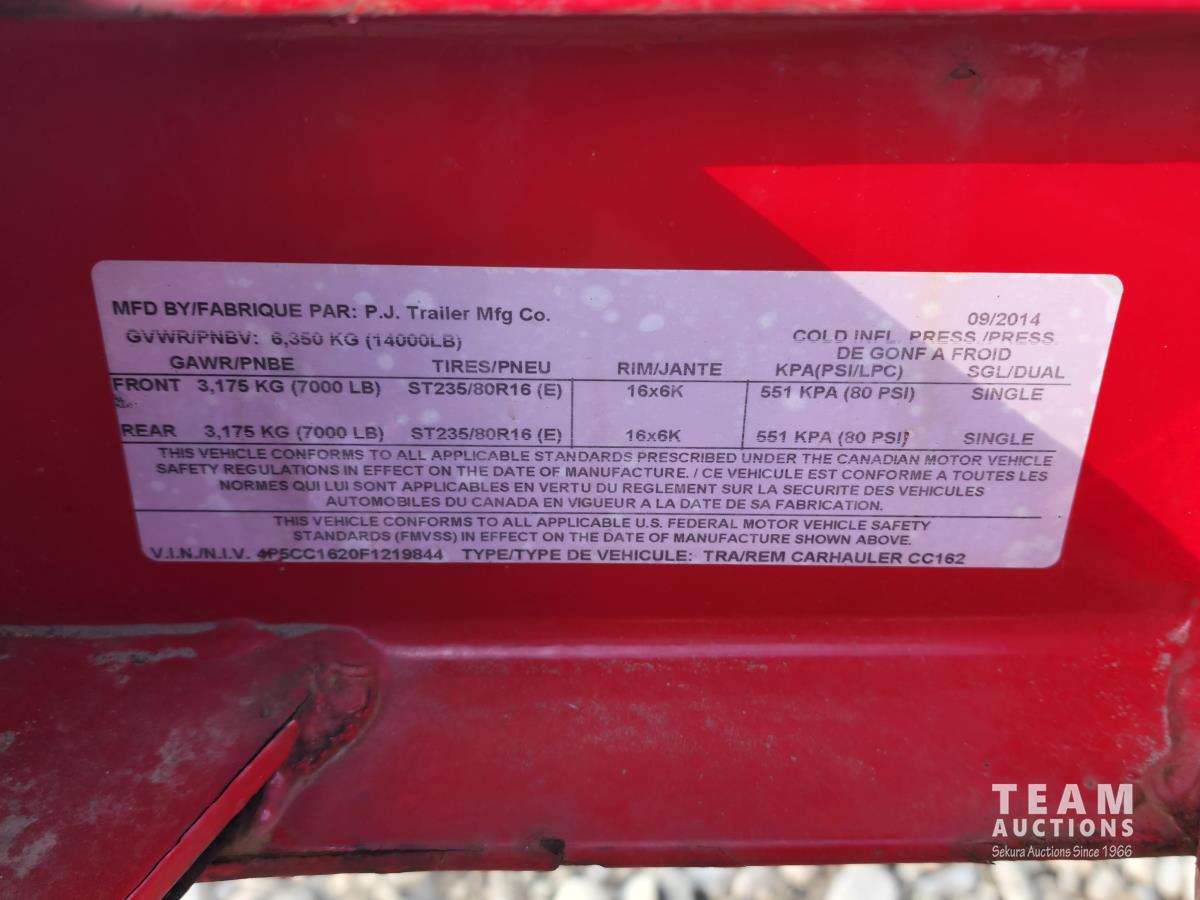 MFD BY/FABRIQUE PAR: P.J. Trailer Mfg Co.
09/2014
GVWR/PNBV: 6,350 KG (14000LB)
COLD INFL. PRESS /PRESS.
DE GONF A FROID
GAWR/PNBE TIRES/PNEU RIM/JANTE KPA(PSI/LPC) SGL/DUAL
FRONT 3,175 KG (7000 LB) ST235/80R16 (E) 16x6K 551 KPA (80 PSI) SINGLE
REAR 3,175 KG (7000 LB) ST235/80R16 (E) 16x6K 551 KPA (80 PSI) SINGLE
THIS VEHICLE CONFORMS TO ALL APPLICABLE STANDARDS PRESCRIBED UNDER THE CANADIAN MOTOR VEHICLE
SAFETY REGULATIONS IN EFFECT ON THE DATE OF MANUFACTURE. / CE VEHICULE EST CONFORME A TOUTES LES
NORMES QUI LUI SONT APPLICABLES EN VERTU DU REGLEMENT SUR LA SECURITE DES VEHICULES
AUTOMOBILES DU CANADA EN VIGUEUR A LA DATE DE SA FABRICATION.
THIS VEHICLE CONFORMS TO ALL APPLICABLE U.S. FEDERAL MOTOR VEHICLE SAFETY
STANDARDS (FMVSS) IN EFFECT ON THE DATE OF MANUFACTURE SHOWN ABOVE.
V.I.N./N.I.V. 4P5CC1620F1219844 TYPE/TYPE DE VEHICULE: TRA/REM CARHAULER CC162
TEAM
AUCTIONS
Sekura Auctions Since 1966